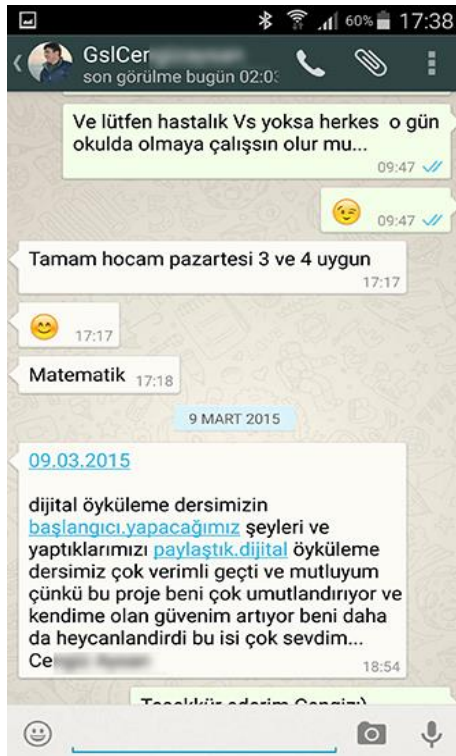 60% 17:38
GslCer
son görülme bugün 02:0
Ve lütfen hastalık Vs yoksa herkes o gün
okulda olmaya çalışsın olur mu...
09:47
09:47
Tamam hocam pazartesi 3 ve 4 uygun
17:17
17:17
Matematik 17:18
9 MART 2015
09.03.2015
dijital öyküleme dersimizin
başlangıcı.yapacağımız şeyleri ve
yaptıklarımızı paylaştık.dijital öyküleme
dersimiz çok verimli geçti ve mutluyum
çünkü bu proje beni çok umutlandırıyor ve
kendime olan güvenim artıyor beni daha
da heycanlandirdi bu isi çok sevdim...
Ce
18:54
Teşekkür ederim Cengiz:)